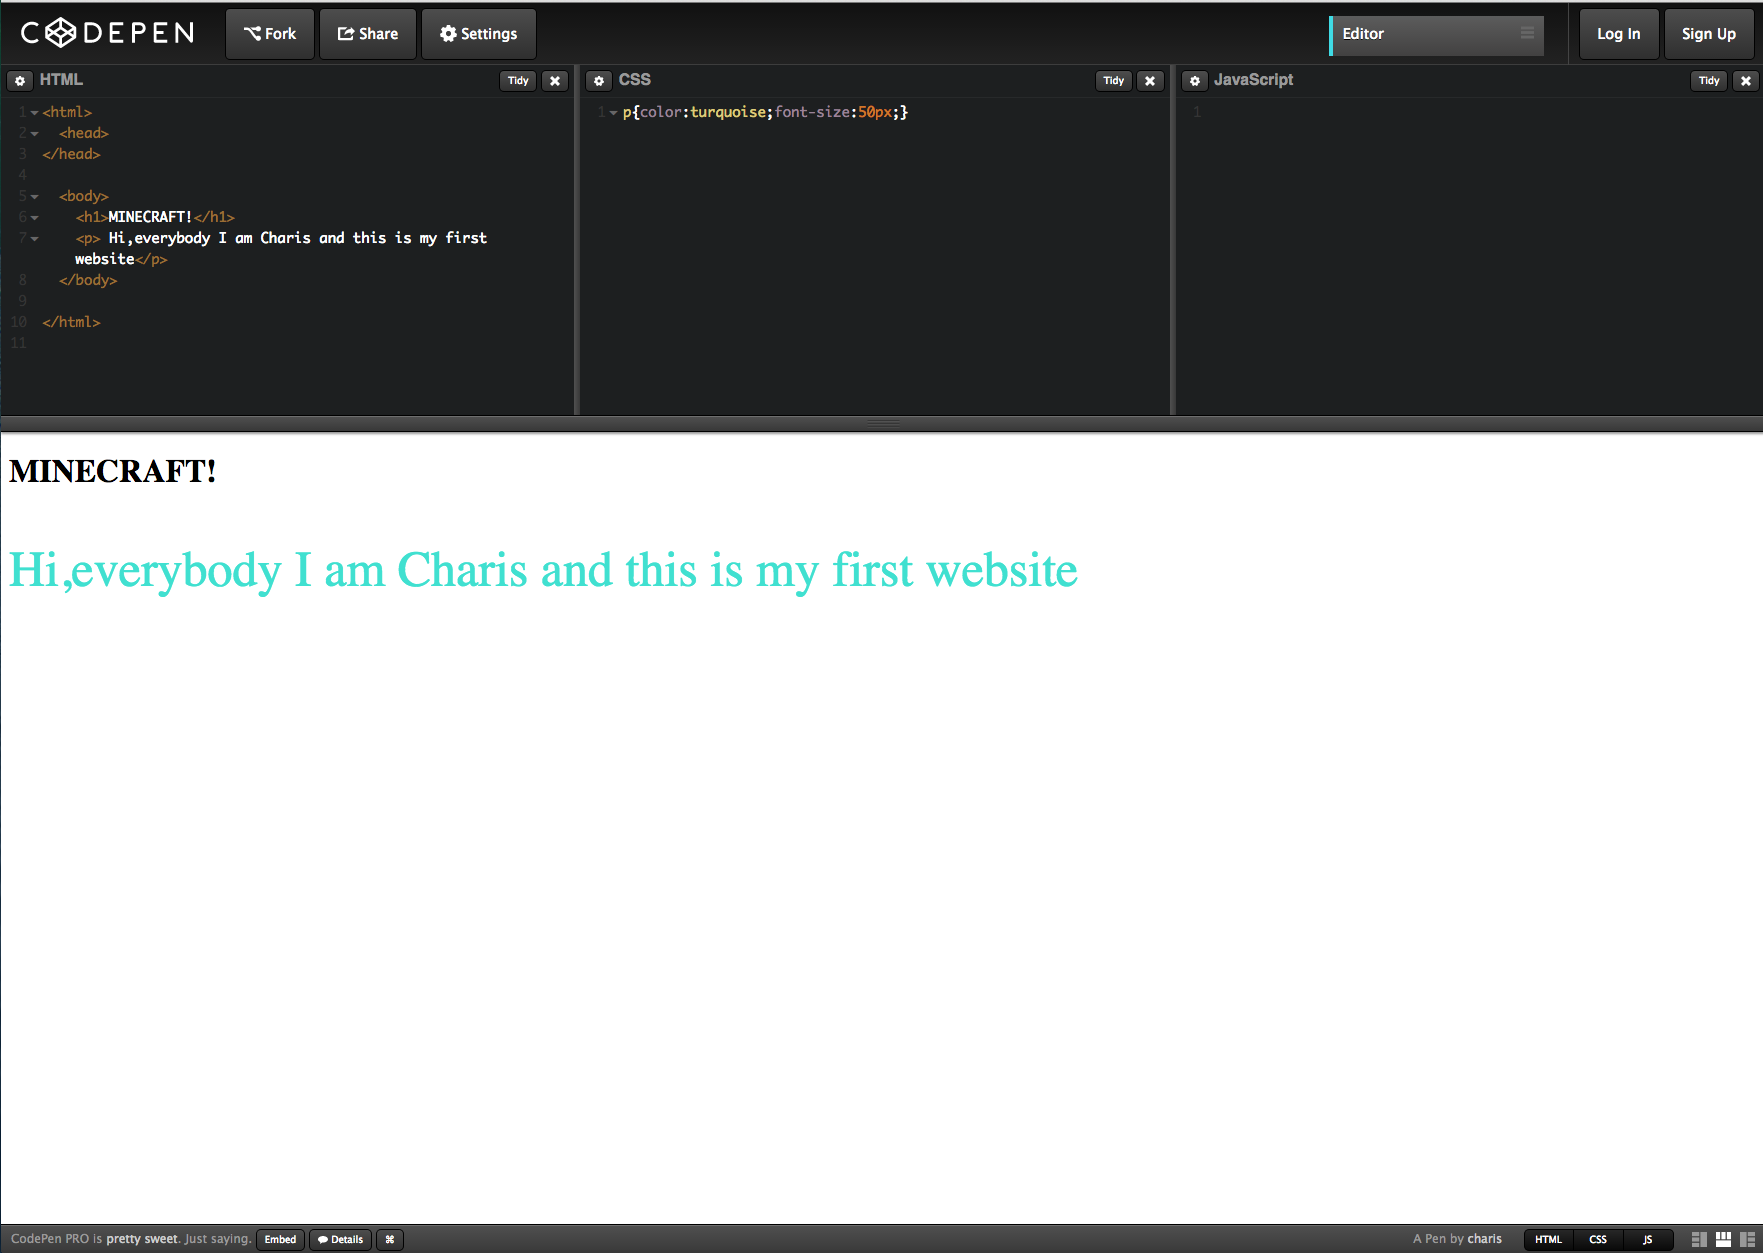 CODEPEN Fork Share Settings Editor Log In Sign Up
HTML Tidy CSS Tidy JavaScript Tidy
1 <html>
2 <head>
3 </head>
4
5 <body>
6 <h1>MINECRAFT!</h1>
7 <p> Hi,everybody I am Charis and this is my first
website</p>
8 </body>
9
10 </html>
11
1 p{color:turquoise;font-size:50px;}
1
MINECRAFT!
Hi,everybody I am Charis and this is my first website
CodePen PRO is pretty sweet. Just saying. Embed Details ⌘ A Pen by charis HTML CSS JS